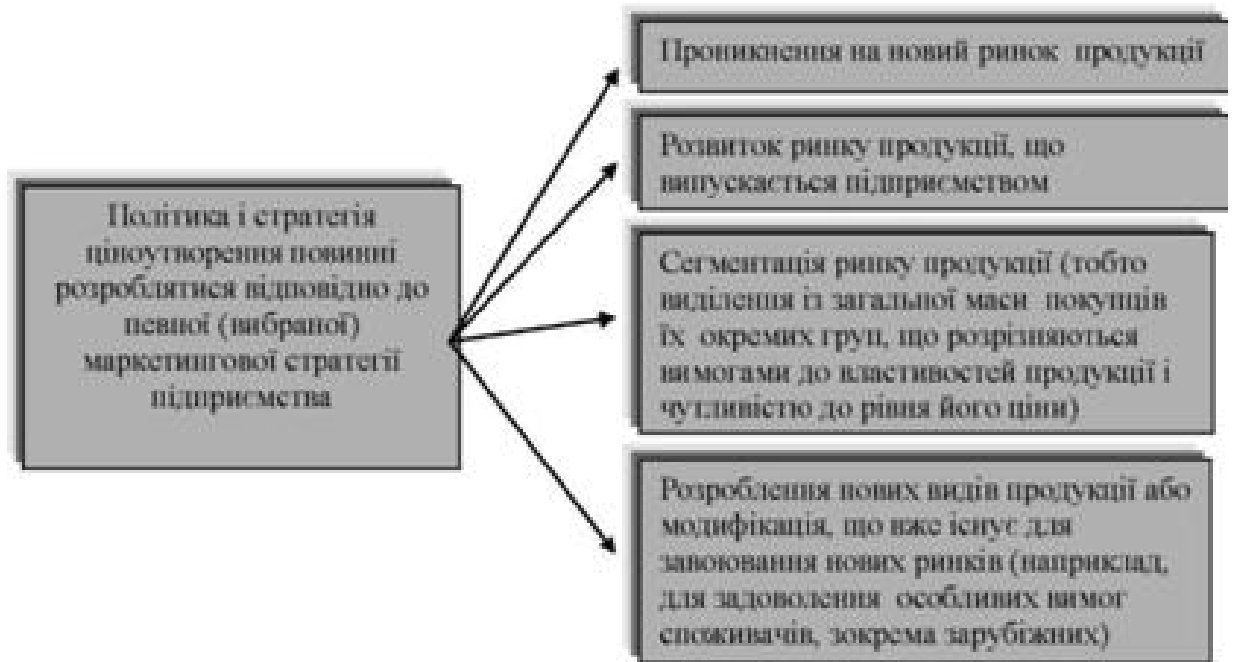 Політика і стратегія
ціноутворення повинні
розроблятися відповідно до
певної (вибраної)
маркетингової стратегії
підприємства
Проникнення на новий ринок продукції
Розвиток ринку продукції, що
випускається підприємством
Сегментація ринку продукції (тобто
виділення із загальної маси покупців
їх окремих груп, що розрізняються
вимогами до властивостей продукції і
чутливістю до рівня його ціни)
Розроблення нових видів продукції або
модифікація, що вже існує для
завоювання нових ринків (наприклад,
для задоволення особливих вимог
споживачів, зокрема зарубіжних)